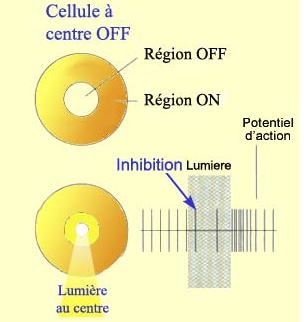 Cellule à
centre OFF
Région OFF
Région ON
Potentiel
d'action
Inhibition Lumiere
Lumière
au centre